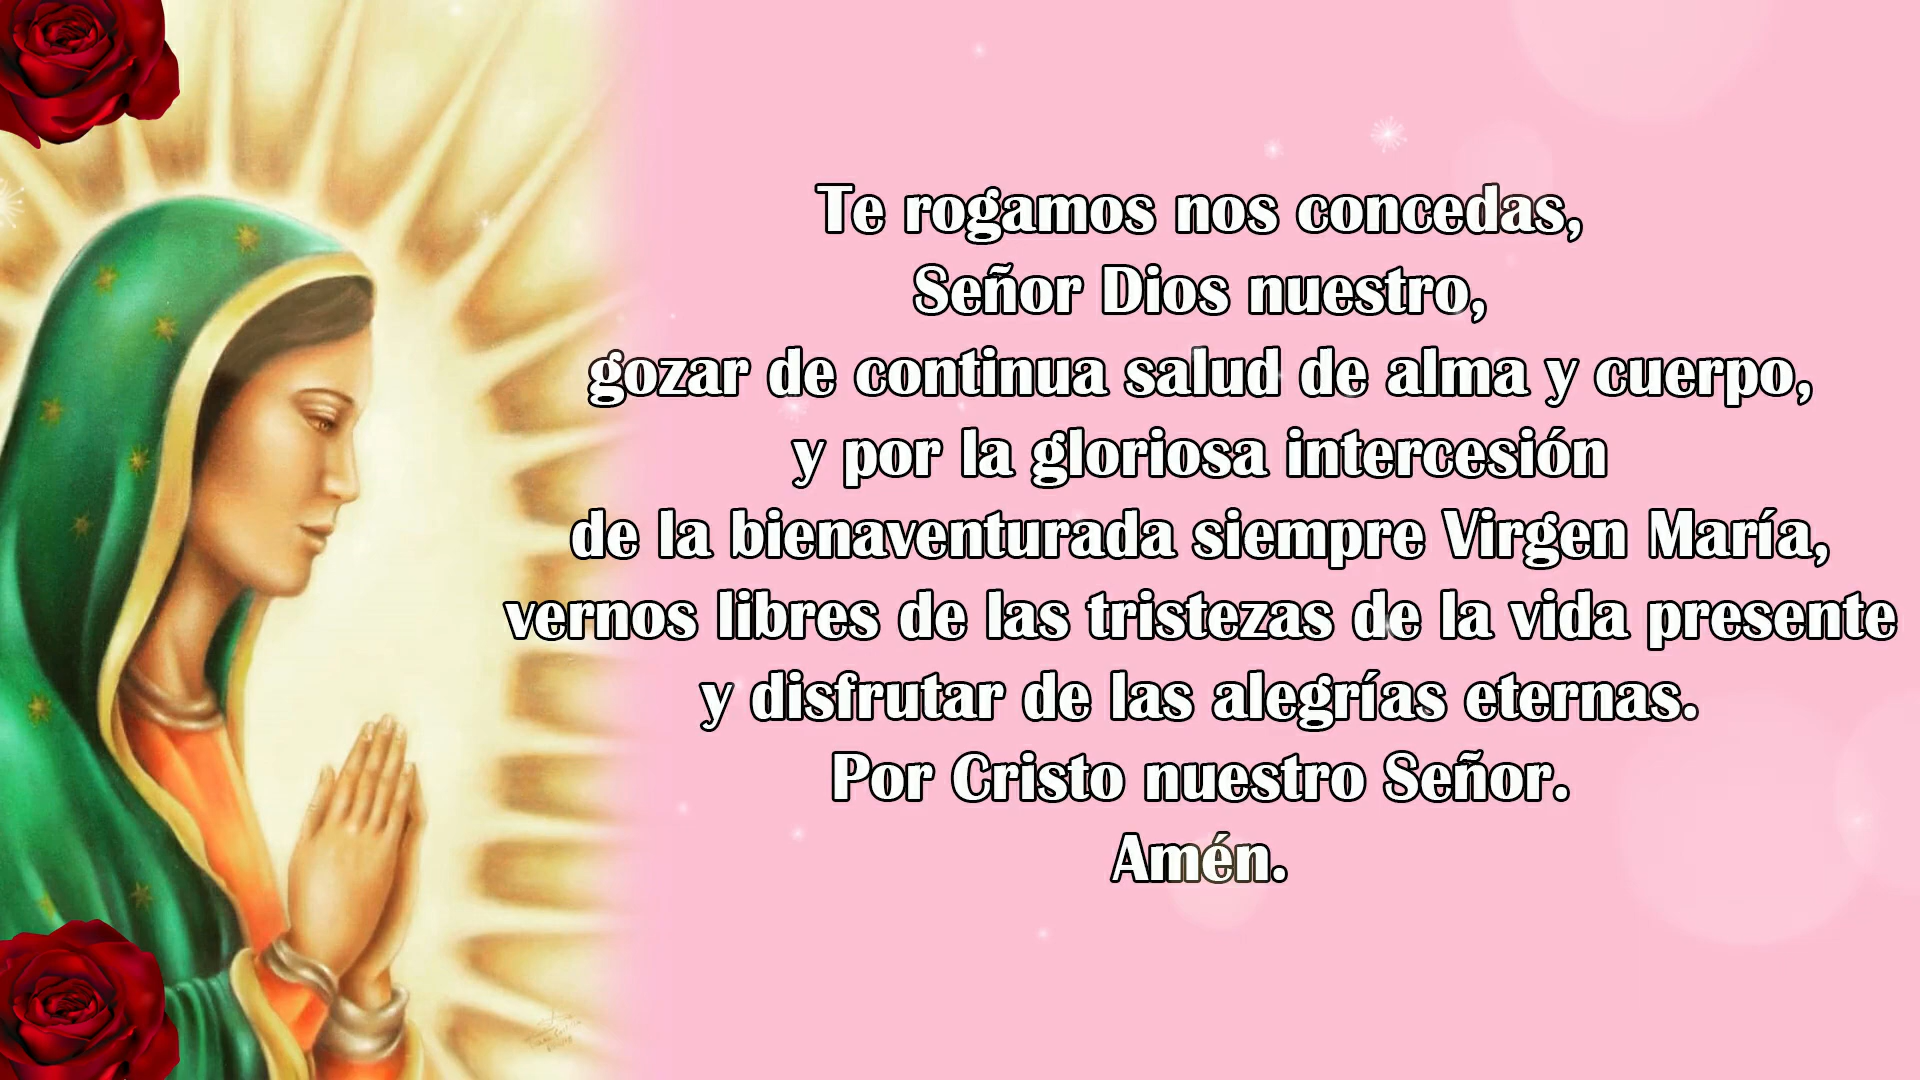 Te rogamos nos concedas,
Señor Dios nuestro,
gozar de continua salud de alma y cuerpo,
y por la gloriosa intercesión
de la bienaventurada siempre Virgen María,
vernos libres de las tristezas de la vida presente
y disfrutar de las alegrías eternas.
Por Cristo nuestro Señor.
Amén.